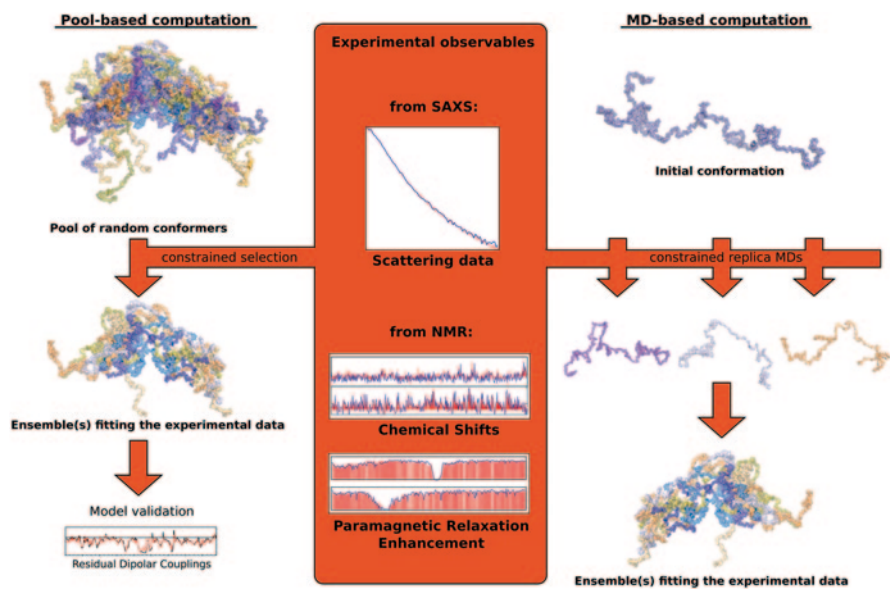 Pool-based computation
Pool of random conformers
constrained selection
Ensemble(s) fitting the experimental data
Model validation
Residual Dipolar Couplings
Experimental observables
from SAXS:
Scattering data
from NMR:
Chemical Shifts
Paramagnetic Relaxation
Enhancement
MD-based computation
Initial conformation
constrained replica MDs
Ensemble(s) fitting the experimental data